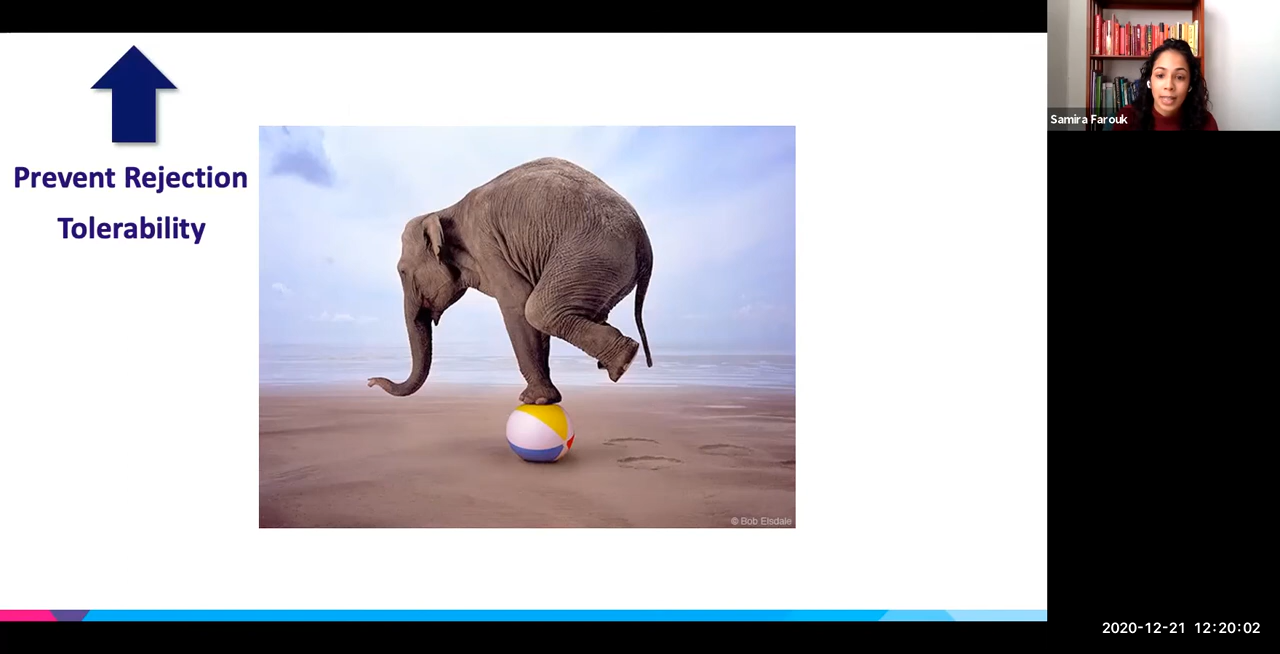 Prevent Rejection
Tolerability
© Bob Elsdale
Samira Farouk
2020-12-21 12:20:02